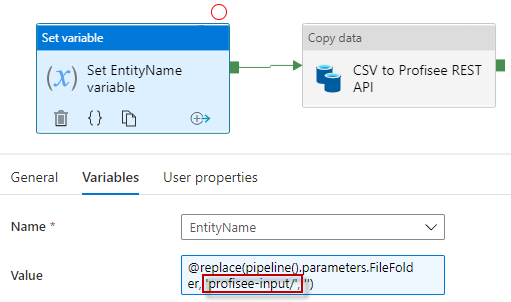 Set variable
Set EntityName
variable
Copy data
CSV to Profisee REST
API
General
Variables
User properties
Name *
EntityName
Value
@replace(pipeline().parameters.FileFold
er, 'profisee-input/', '')